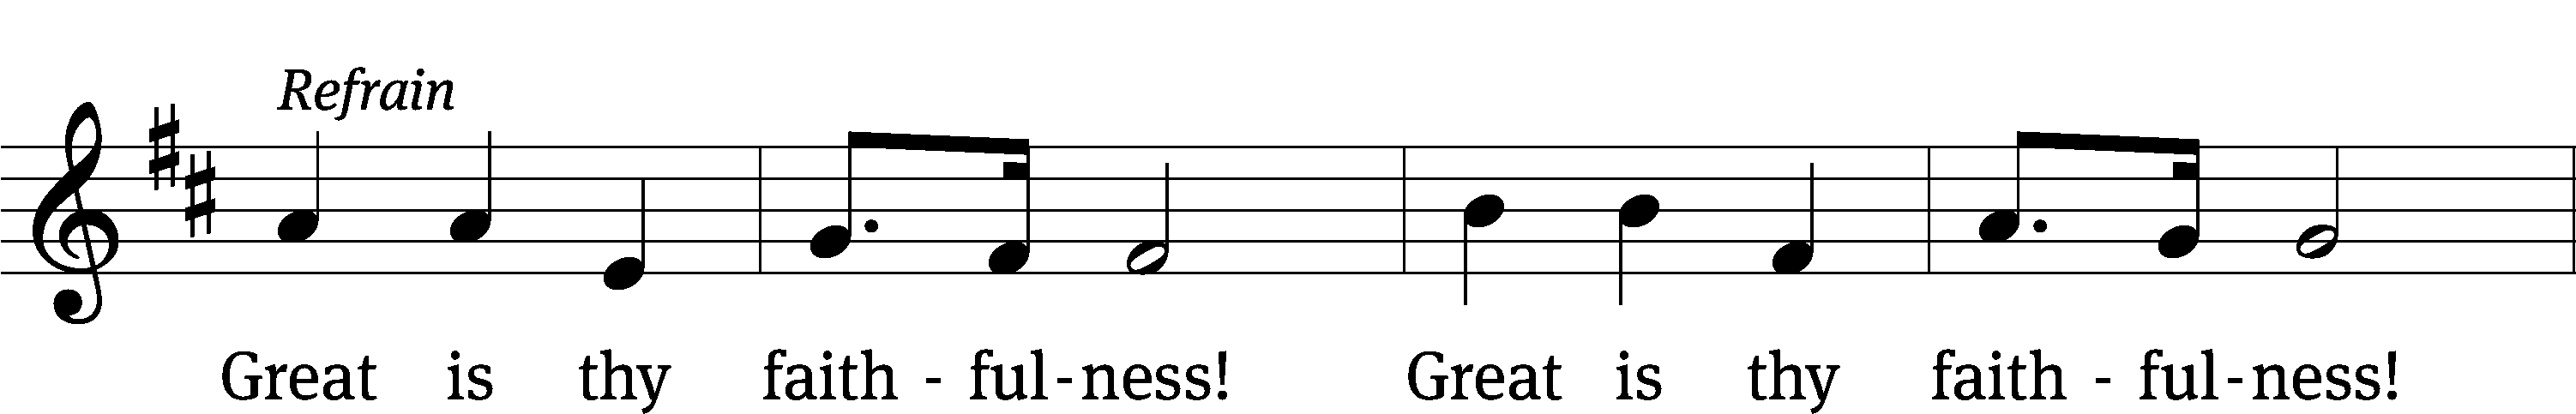 Refrain
Great is thy faith - ful - ness! Great is thy faith - ful - ness!